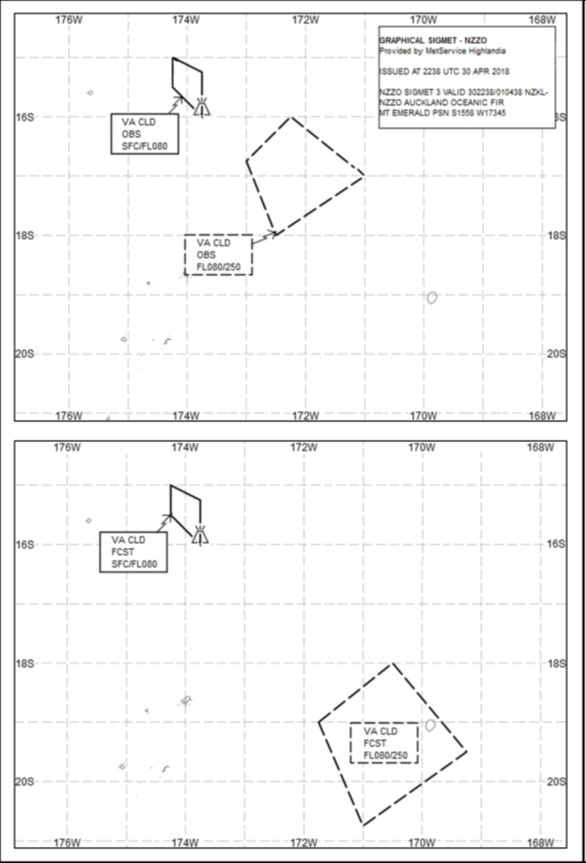 176W 174W 172W 170W 168W
GRAPHICAL SIGMET - NZZO
Provided by MetService Highlandia
ISSUED AT 2238 UTC 30 APR 2018
NZZO SIGMET 3 VALID 302238/010438 NZKL-
NZZO AUCKLAND OCEANIC FIR
MT EMERALD PSN S1558 W17345
16S 6S
VA CLD
OBS
SFC/FL080
18S 18S
VA CLD
OBS
FL080/250
20S 20S
176W 174W 172W 170W 168W
176W 174W 172W 170W 168W
16S 16S
VA CLD
FCST
SFC/FL080
18S 18S
VA CLD
FCST
FL080/250
20S 20S
176W 174W 172W 170W 168W